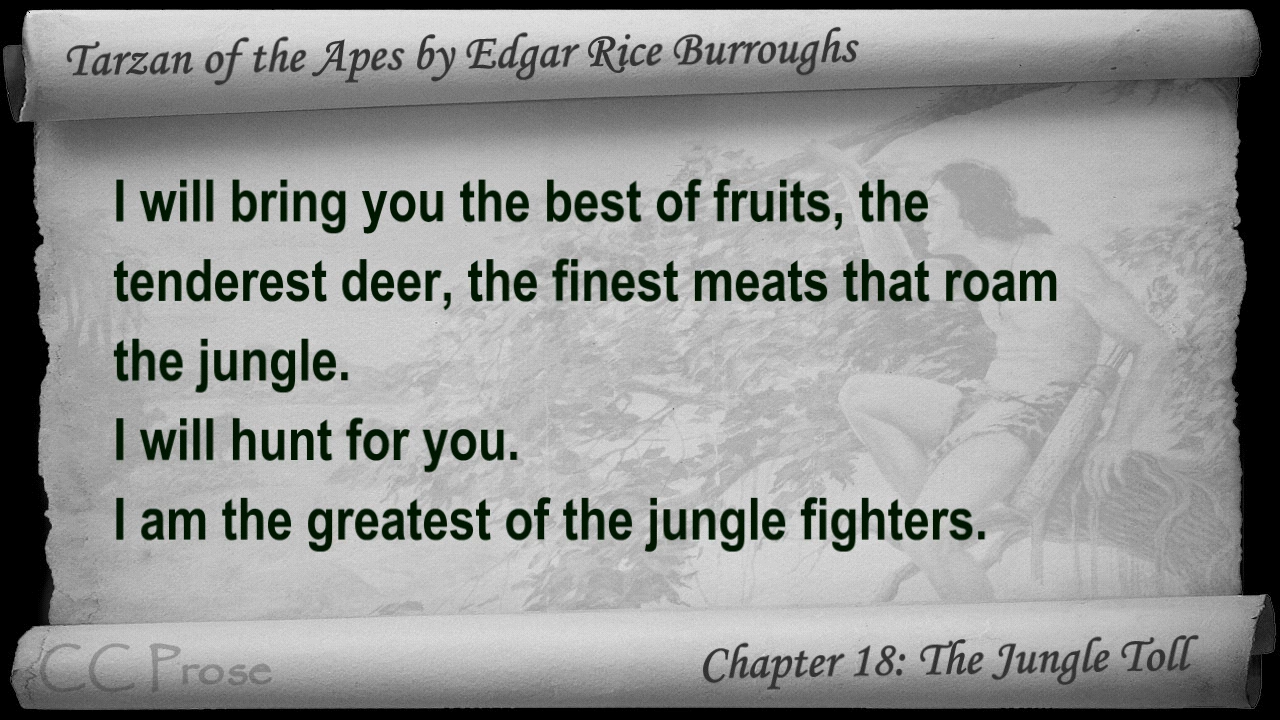 Tarzan of the Apes by Edgar Rice Burroughs
I will bring you the best of fruits, the
tenderest deer, the finest meats that roam
the jungle.
I will hunt for you.
I am the greatest of the jungle fighters.
CC Prose
Chapter 18: The Jungle Toll